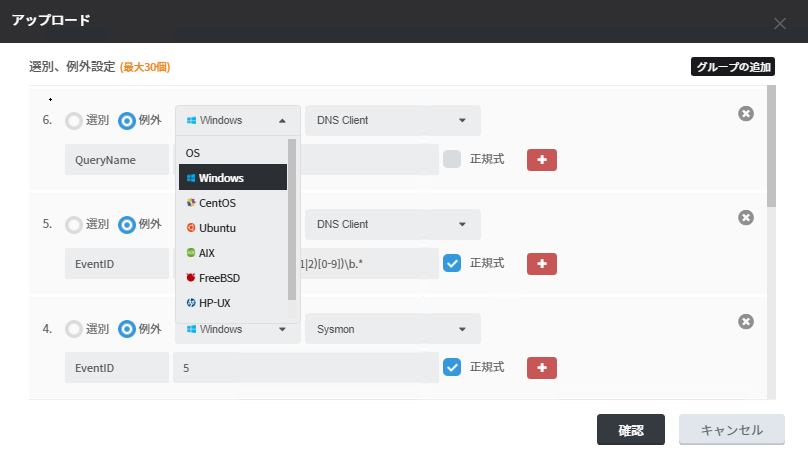 アップロード
選別、例外設定 (最大30個)
グループの追加
6. 選別 例外 Windows DNS Client
QueryName 正規式
OS
Windows
CentOS
Ubuntu
AIX
FreeBSD
HP-UX
5. 選別 例外 DNS Client
EventID 1|2)[0-9])\b.* 正規式
4. 選別 例外 Windows Sysmon
EventID 5 正規式
確認 キャンセル